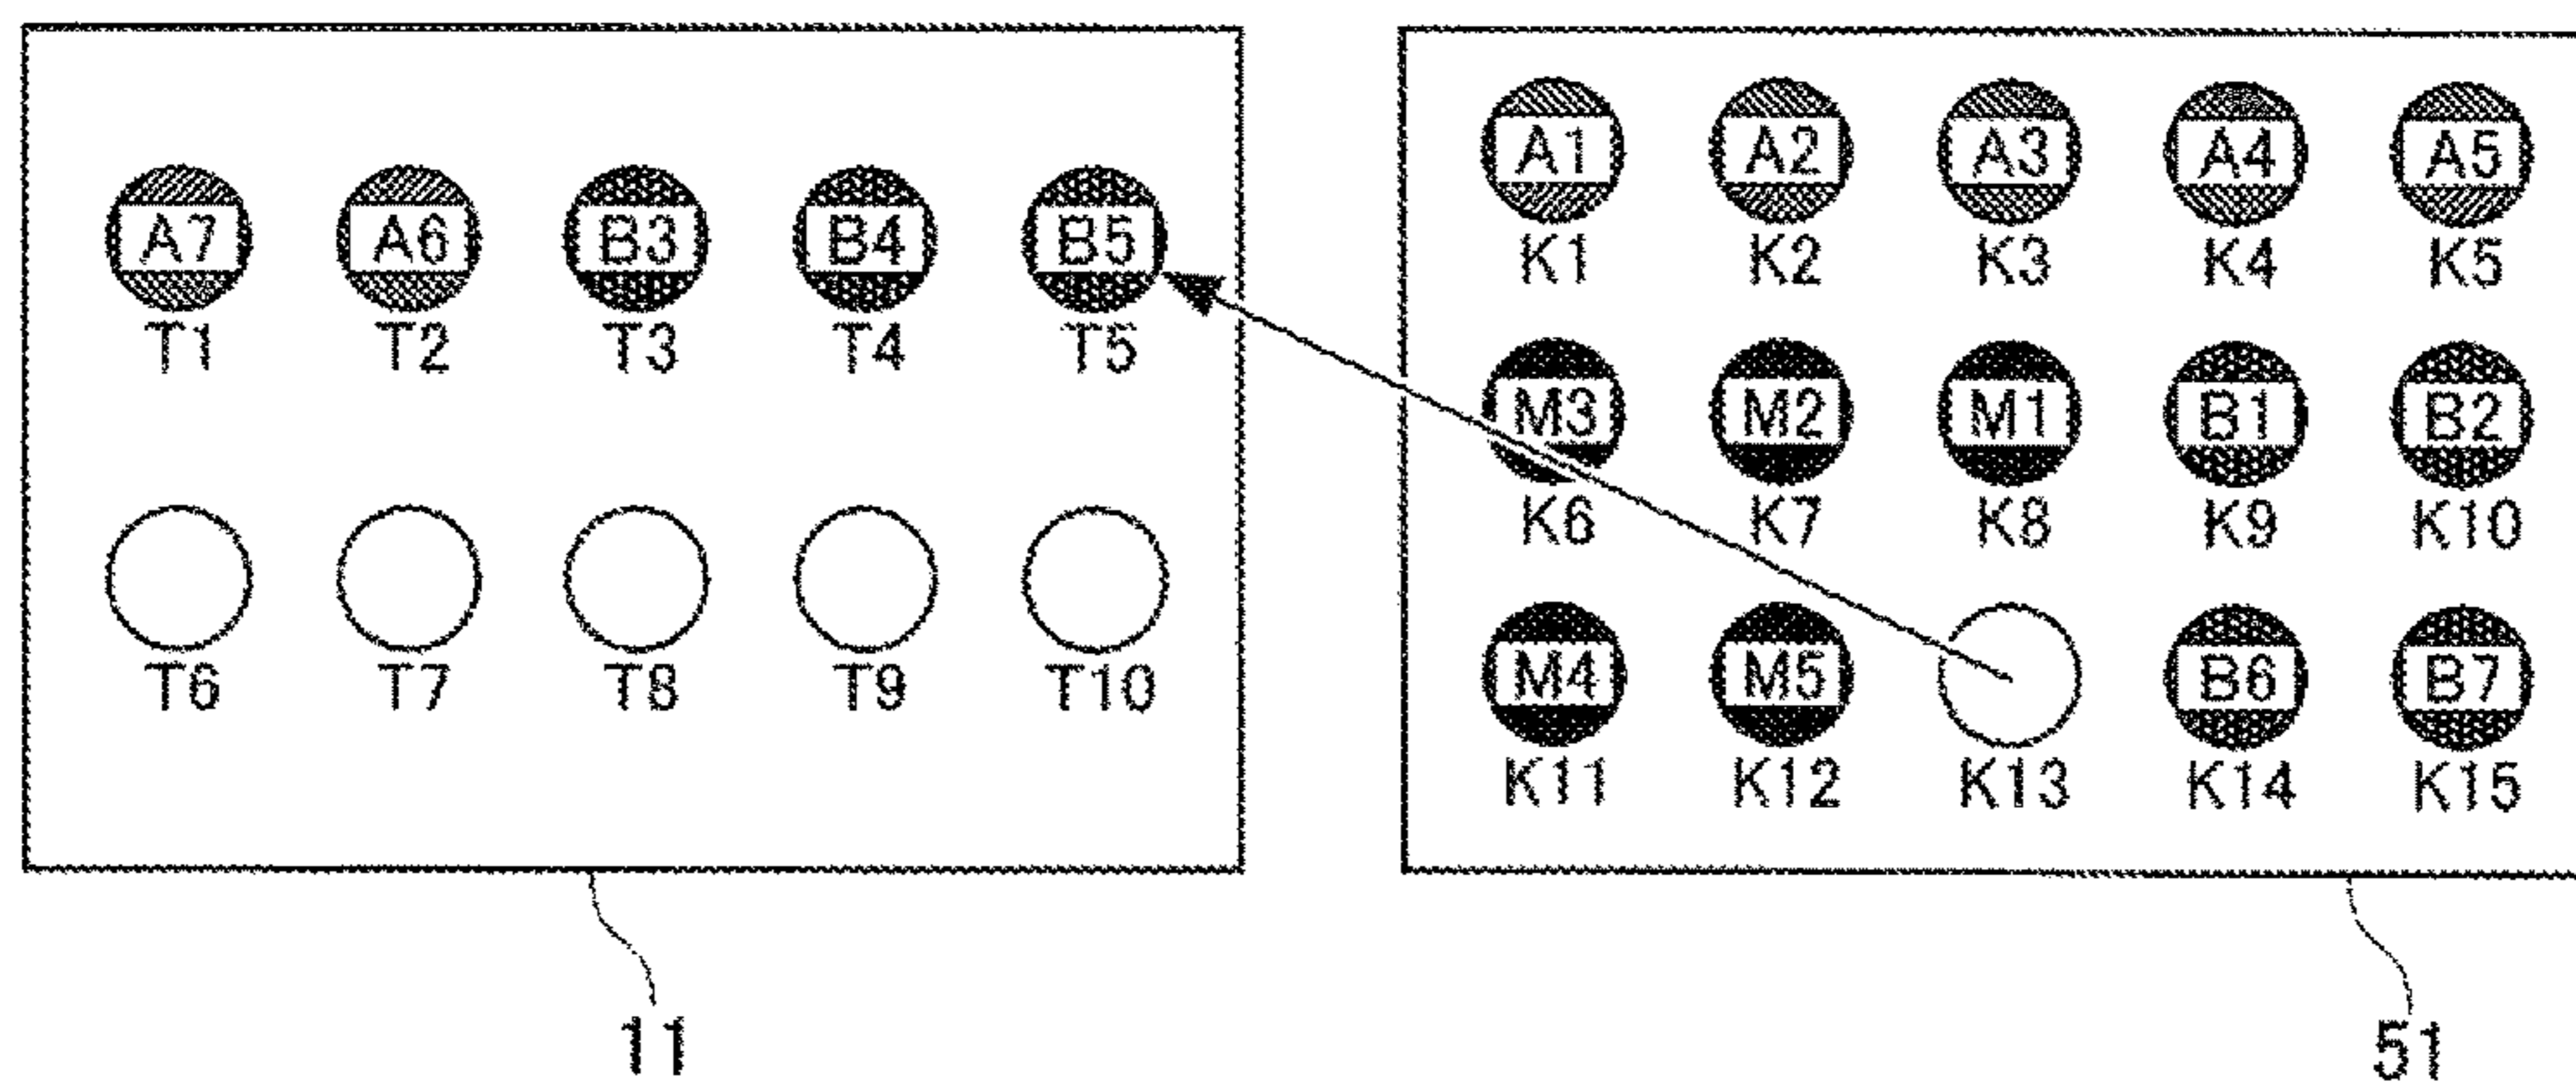 A7 A6 B3 B4 B5
T1 T2 T3 T4 T5
T6 T7 T8 T9 T10
11
A1 A2 A3 A4 A5
K1 K2 K3 K4 K5
M3 M2 M1 B1 B2
K6 K7 K8 K9 K10
M4 M5 B6 B7
K11 K12 K13 K14 K15
51